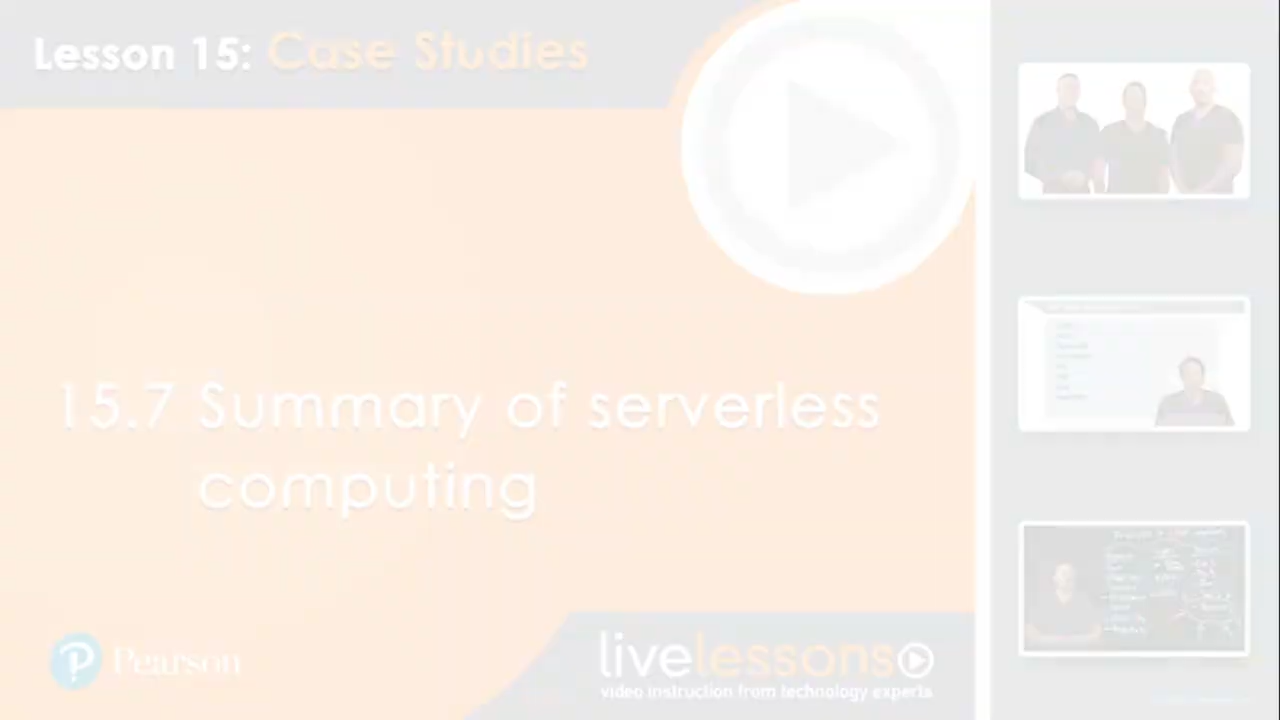 Lesson 15: Case Studies
15.7 Summary of serverless
computing
Pearson
livelessons
video instruction from technology experts